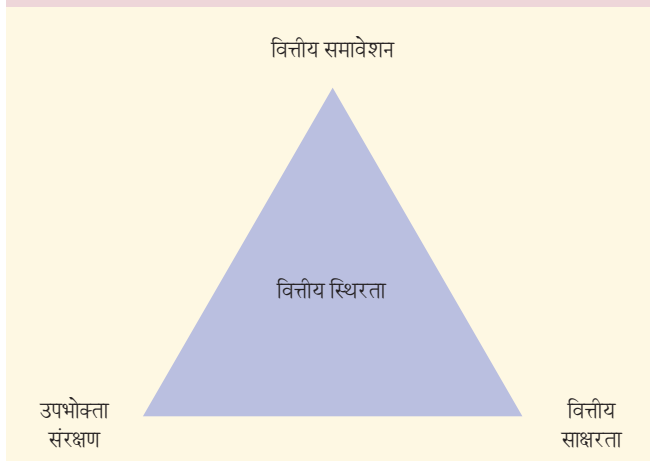 वित्तीय समावेशन
वित्तीय स्थिरता
उपभोक्ता
संरक्षण
वित्तीय
साक्षरता